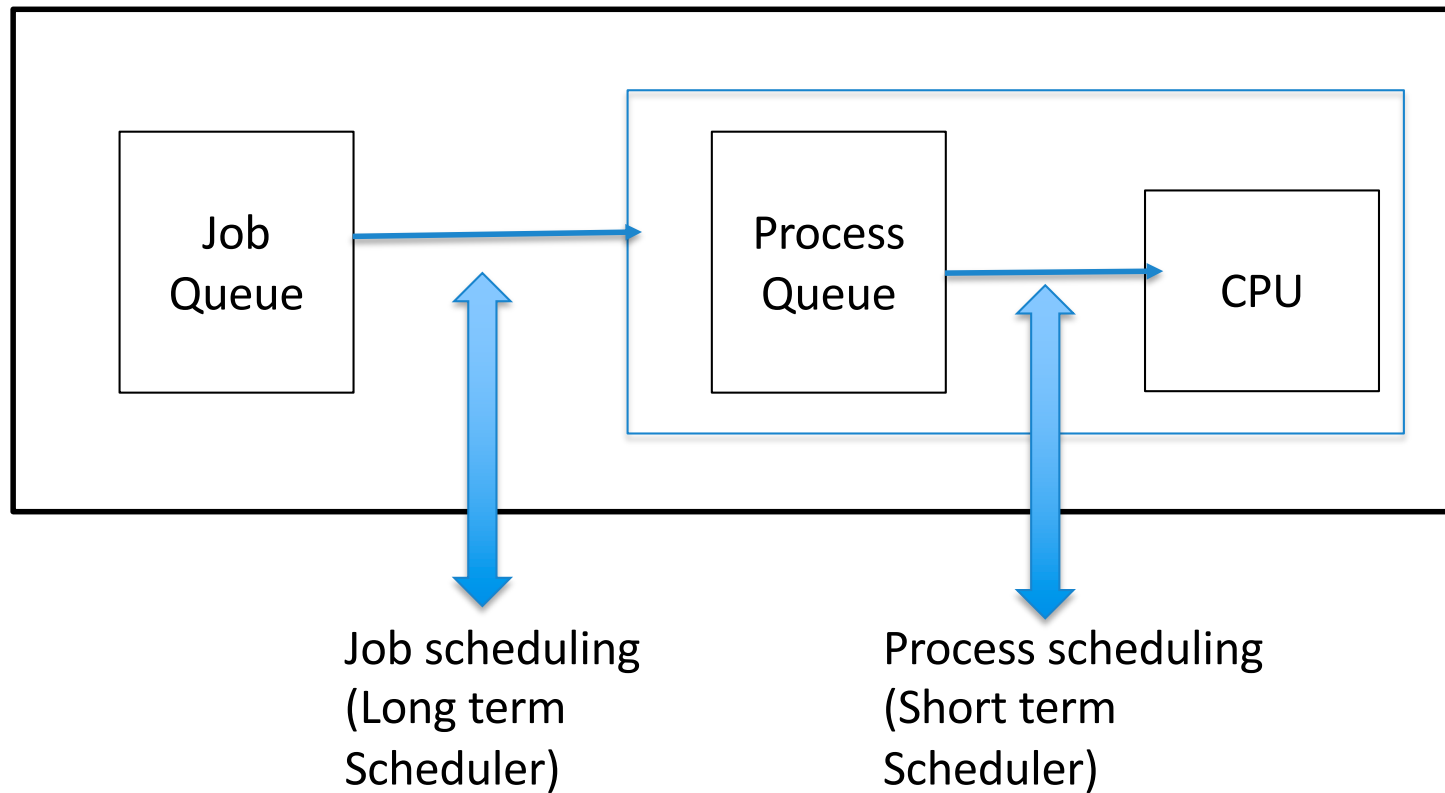 Job
Queue
Process
Queue
CPU
Job scheduling
(Long term
Scheduler)
Process scheduling
(Short term
Scheduler)